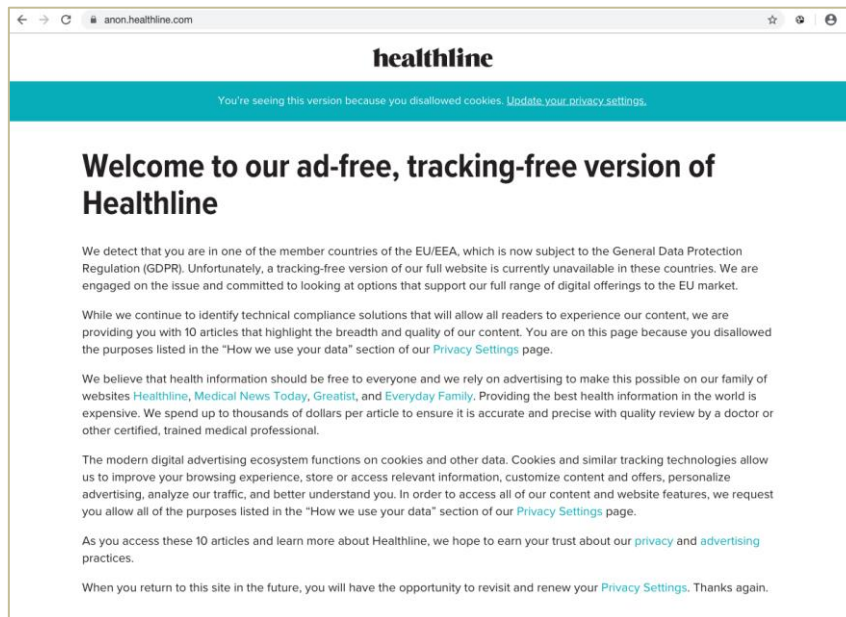 anon.healthline.com
healthline
You're seeing this version because you disallowed cookies. Update your privacy settings.
Welcome to our ad-free, tracking-free version of
Healthline
We detect that you are in one of the member countries of the EU/EEA, which is now subject to the General Data Protection
Regulation (GDPR). Unfortunately, a tracking-free version of our full website is currently unavailable in these countries. We are
engaged on the issue and committed to looking at options that support our full range of digital offerings to the EU market.
While we continue to identify technical compliance solutions that will allow all readers to experience our content, we are
providing you with 10 articles that highlight the breadth and quality of our content. You are on this page because you disallowed
the purposes listed in the “How we use your data” section of our Privacy Settings page.
We believe that health information should be free to everyone and we rely on advertising to make this possible on our family of
websites Healthline, Medical News Today, Greatist, and Everyday Family. Providing the best health information in the world is
expensive. We spend up to thousands of dollars per article to ensure it is accurate and precise with quality review by a doctor or
other certified, trained medical professional.
The modern digital advertising ecosystem functions on cookies and other data. Cookies and similar tracking technologies allow
us to improve your browsing experience, store or access relevant information, customize content and offers, personalize
advertising, analyze our traffic, and better understand you. In order to access all of our content and website features, we request
you allow all of the purposes listed in the “How we use your data” section of our Privacy Settings page.
As you access these 10 articles and learn more about Healthline, we hope to earn your trust about our privacy and advertising
practices.
When you return to this site in the future, you will have the opportunity to revisit and renew your Privacy Settings. Thanks again.